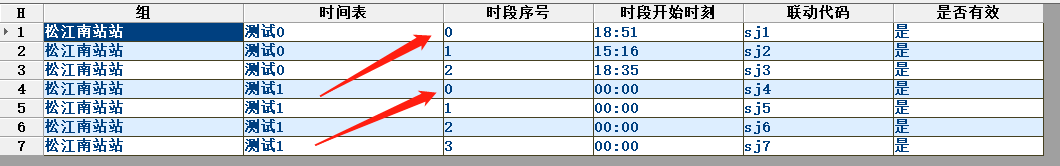 H 组 时间表 时段序号 时段开始时刻 联动代码 是否有效
1 松江南站站 测试0 0 18:51 sj1 是
2 松江南站站 测试0 1 15:16 sj2 是
3 松江南站站 测试0 2 18:35 sj3 是
4 松江南站站 测试1 0 00:00 sj4 是
5 松江南站站 测试1 1 00:00 sj5 是
6 松江南站站 测试1 2 00:00 sj6 是
7 松江南站站 测试1 3 00:00 sj7 是